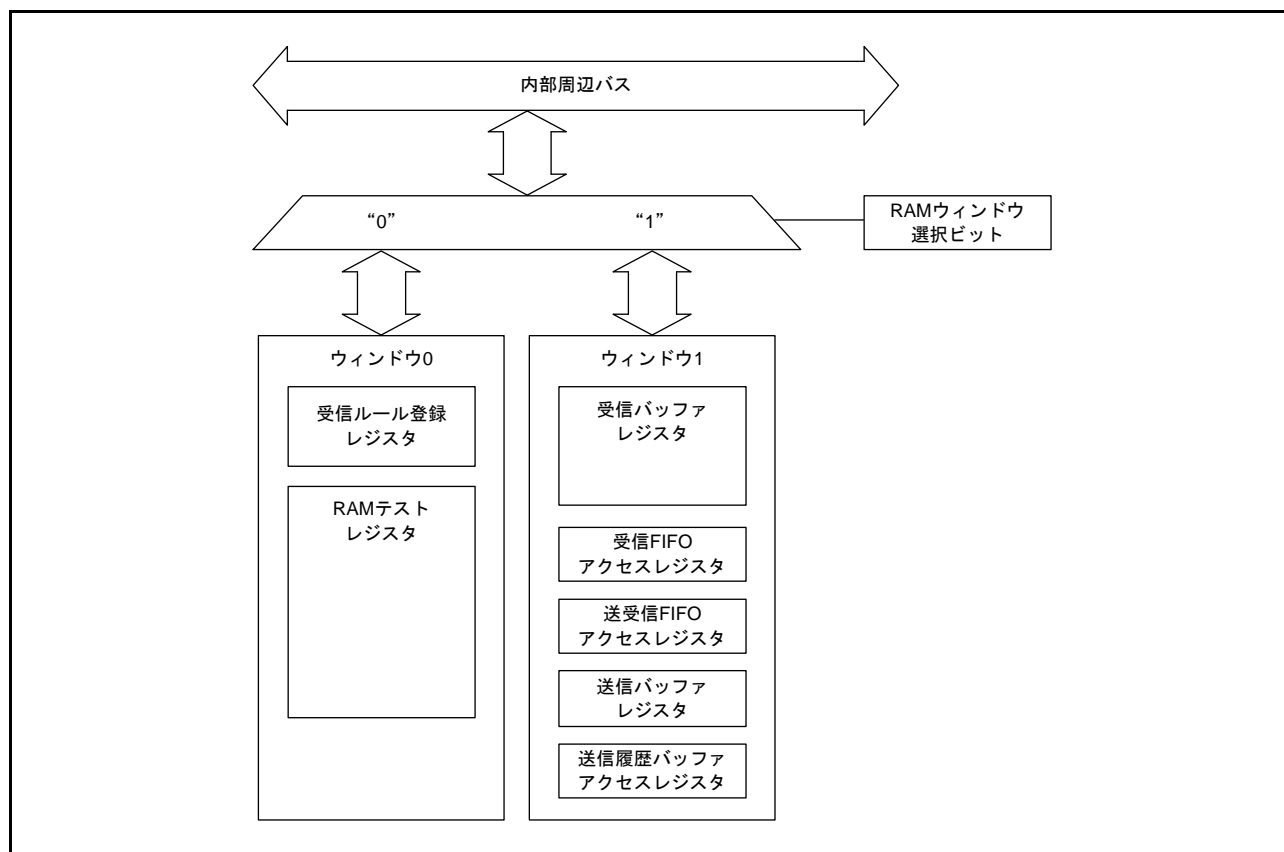 内部周辺バス
“0”
“1”
RAMウィンドウ
選択ビット
ウィンドウ0
受信ルール登録
レジスタ
RAMテスト
レジスタ
ウィンドウ1
受信バッファ
レジスタ
受信FIFO
アクセスレジスタ
送受信FIFO
アクセスレジスタ
送信バッファ
レジスタ
送信履歴バッファ
アクセスレジスタ